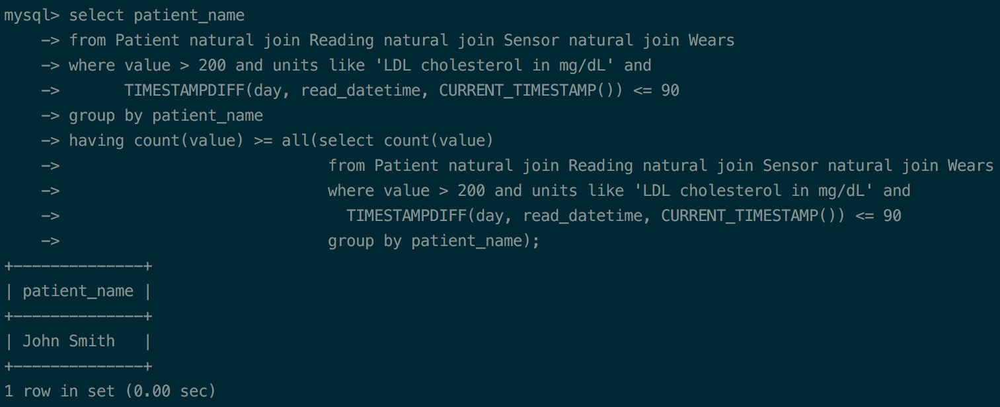 mysql> select patient_name
    -> from Patient natural join Reading natural join Sensor natural join Wears
    -> where value > 200 and units like 'LDL cholesterol in mg/dL' and
    ->       TIMESTAMPDIFF(day, read_datetime, CURRENT_TIMESTAMP()) <= 90
    -> group by patient_name
    -> having count(value) >= all(select count(value)
    ->                             from Patient natural join Reading natural join Sensor natural join Wears
    ->                             where value > 200 and units like 'LDL cholesterol in mg/dL' and
    ->                               TIMESTAMPDIFF(day, read_datetime, CURRENT_TIMESTAMP()) <= 90
    ->                             group by patient_name);
+--------------+
| patient_name |
+--------------+
| John Smith   |
+--------------+
1 row in set (0.00 sec)